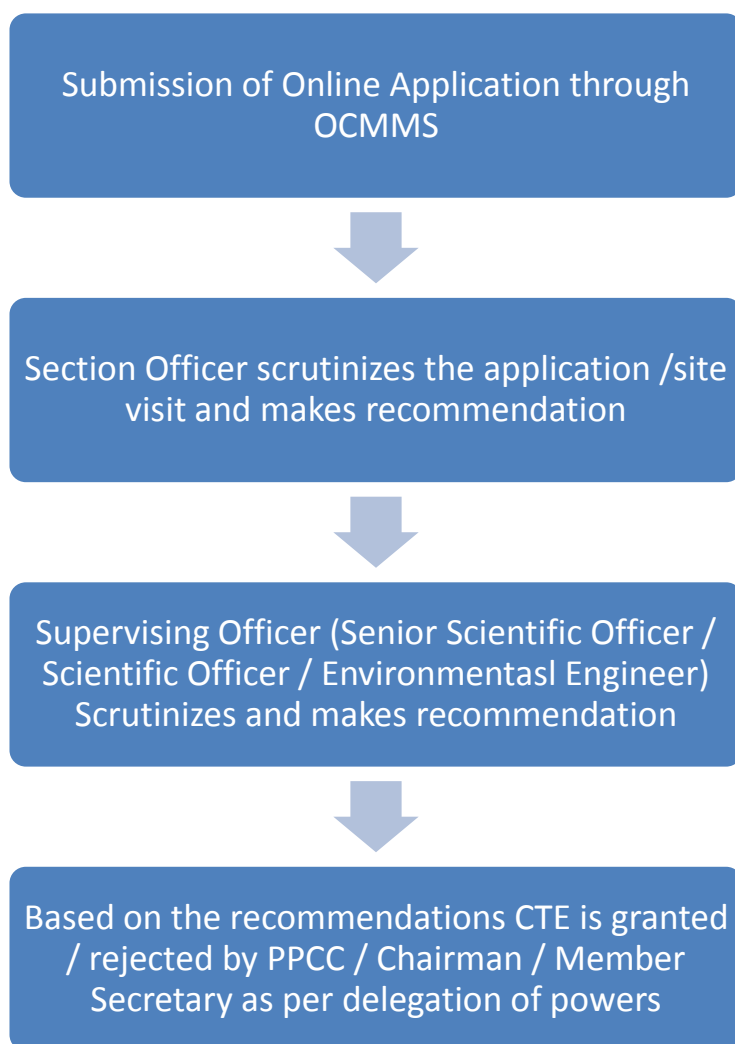 Submission of Online Application through
OCMMS
Section Officer scrutinizes the application /site
visit and makes recommendation
Supervising Officer (Senior Scientific Officer /
Scientific Officer / Environmentasl Engineer)
Scrutinizes and makes recommendation
Based on the recommendations CTE is granted
/ rejected by PPCC / Chairman / Member
Secretary as per delegation of powers